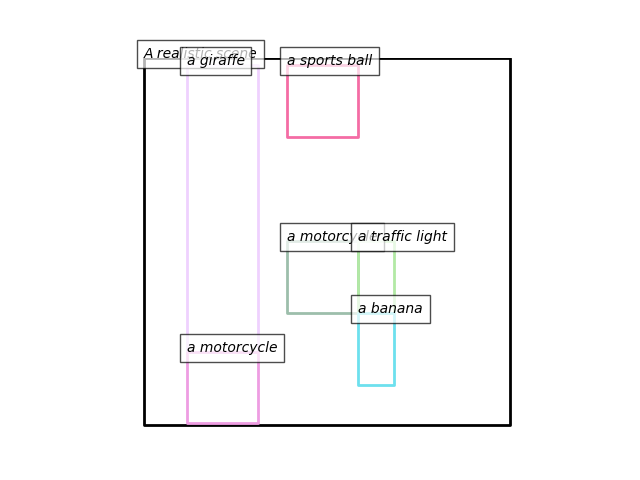 A realistic scene
a giraffe
a sports ball
a motorcycle
a traffic light
a banana
a motorcycle